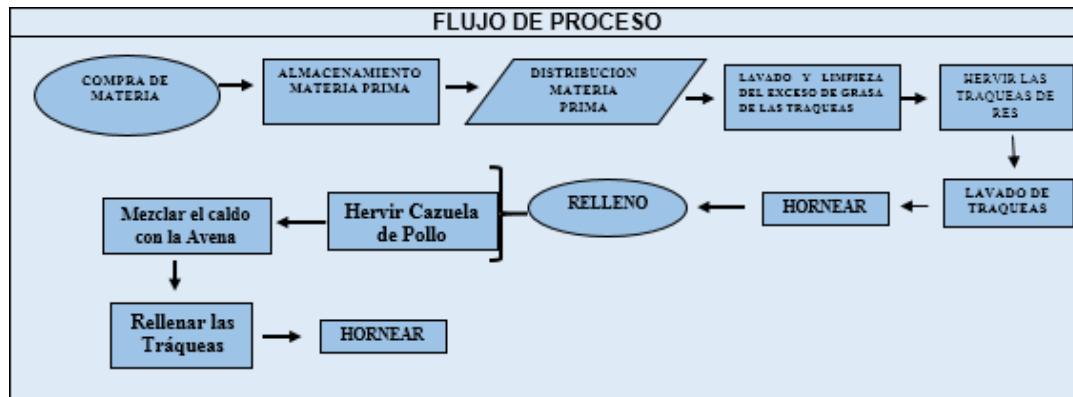 FLUJO DE PROCESO
COMPRA DE
MATERIA
ALMACENAMIENTO
MATERIA PRIMA
DISTRIBUCION
MATERIA
PRIMA
LAVADO Y LIMPIEZA
DEL EXCESO DE GRASA
DE LAS TRAQUEAS
HERVIR LAS
TRAQUEAS DE
RES
LAVADO DE
TRAQUEAS
HORNEAR
RELLENO
Hervir Cazuela
de Pollo
Mezclar el caldo
con la Avena
Rellenar las
Tráqueas
HORNEAR